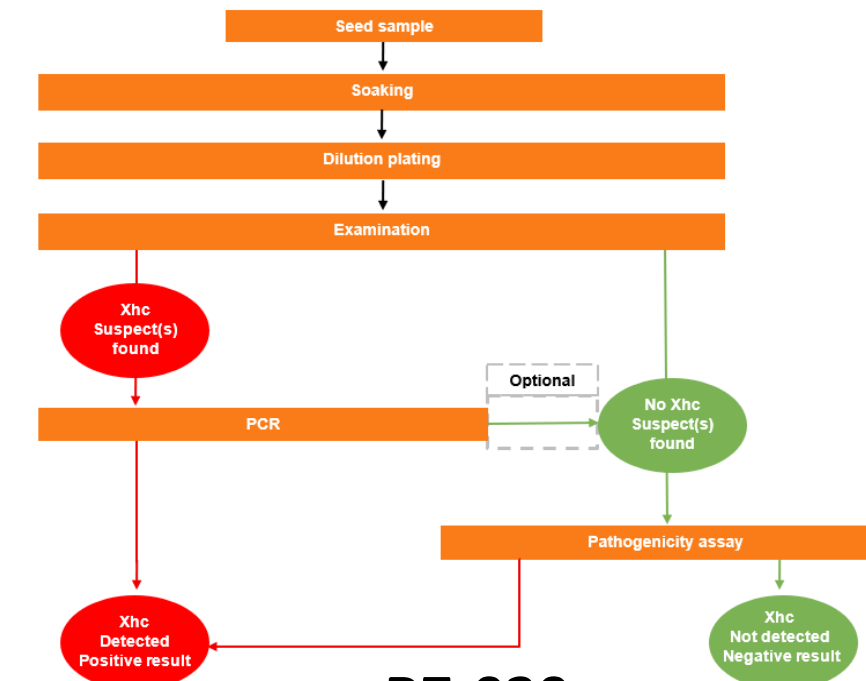 Seed sample
Soaking
Dilution plating
Examination
Xhc
Suspect(s)
found
Optional
PCR
No Xhc
Suspect(s)
found
Pathogenicity assay
Xhc
Detected
Positive result
Xhc
Not detected
Negative result